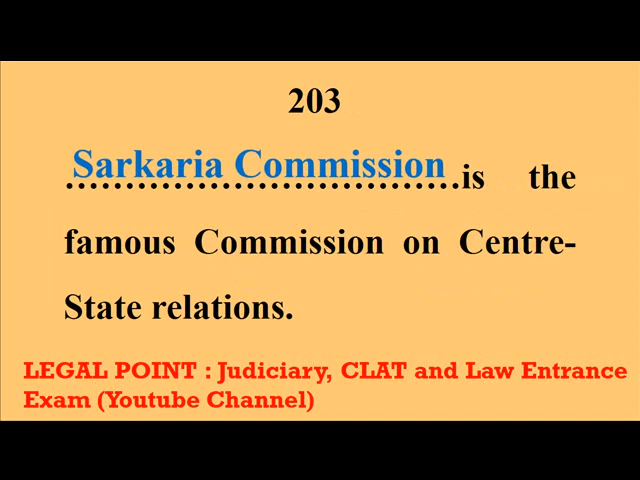 203
Sarkaria Commission
.................................is the
famous Commission on Centre-
State relations.
LEGAL POINT : Judiciary, CLAT and Law Entrance
Exam (Youtube Channel)